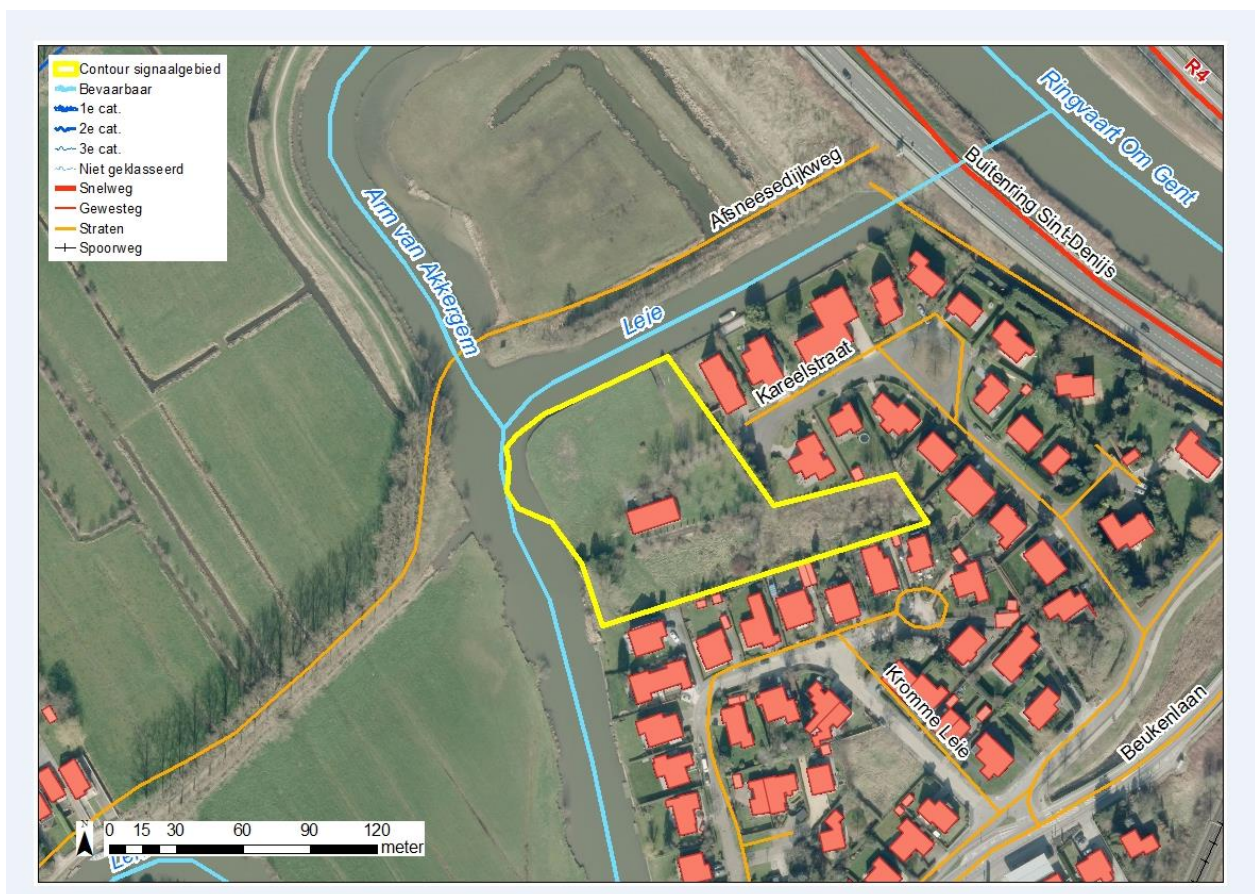 Contour signaalgebied
Bevaarbaar
1e cat.
2e cat.
3e cat.
Niet geklasseerd
Snelweg
Gewesteg
Straten
Spoorweg
R4
Ringvaart Om Gent
Buitenring Sint-Denijs
Afsneesedijkweg
Arm van Akkergem
Leie
Kareelstraat
Kromme Leie
Beukenlaan
N
0 15 30 60 90 120
meter